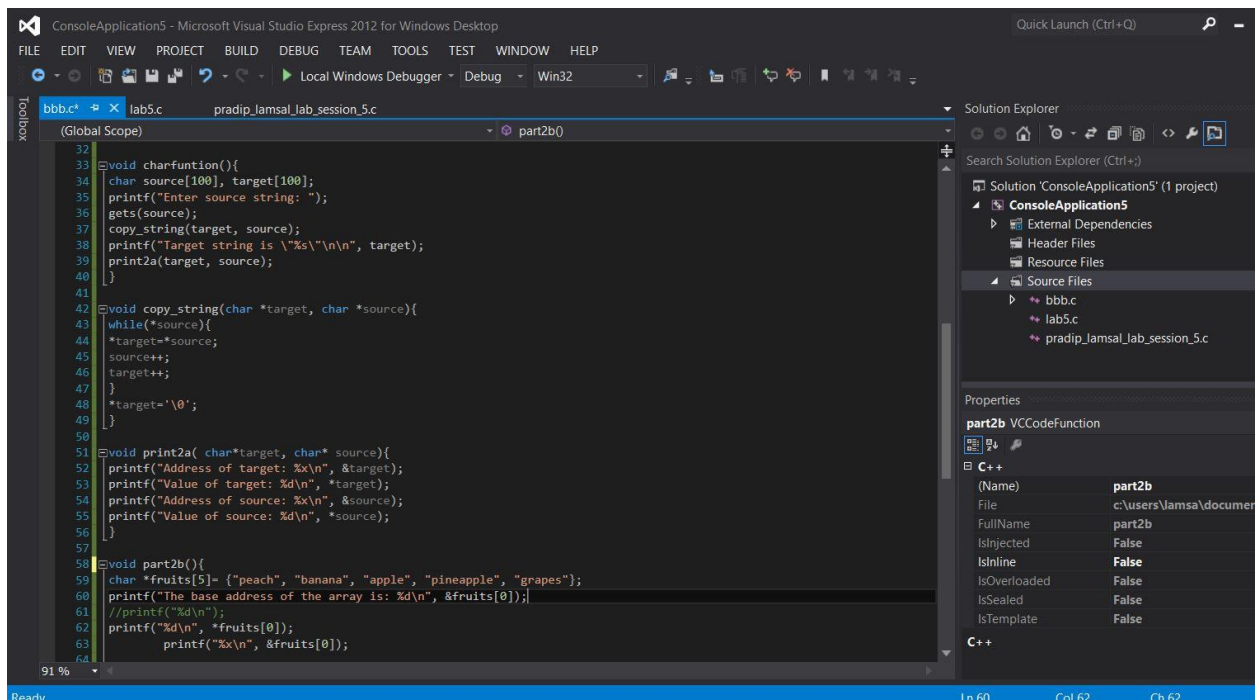 ConsoleApplication5 - Microsoft Visual Studio Express 2012 for Windows Desktop
Quick Launch (Ctrl+Q)
FILE EDIT VIEW PROJECT BUILD DEBUG TEAM TOOLS TEST WINDOW HELP
Local Windows Debugger Debug Win32
Toolbox
bbb.c* lab5.c pradip_lamsal_lab_session_5.c
(Global Scope) part2b()
32
33 void charfuntion(){
34 char source[100], target[100];
35 printf("Enter source string: ");
36 gets(source);
37 copy_string(target, source);
38 printf("Target string is \"%s\"\n\n", target);
39 print2a(target, source);
40 }
41
42 void copy_string(char *target, char *source){
43 while(*source){
44 *target=*source;
45 source++;
46 target++;
47 }
48 *target='\0';
49 }
50
51 void print2a( char*target, char* source){
52 printf("Address of target: %x\n", &target);
53 printf("Value of target: %d\n", *target);
54 printf("Address of source: %x\n", &source);
55 printf("Value of source: %d\n", *source);
56 }
57
58 void part2b(){
59 char *fruits[5]= {"peach", "banana", "apple", "pineapple", "grapes"};
60 printf("The base address of the array is: %d\n", &fruits[0]);
61 //printf("%d\n");
62 printf("%d\n", *fruits[0]);
63 printf("%x\n", &fruits[0]);
64
91 %
Solution Explorer
Search Solution Explorer (Ctrl+;)
Solution 'ConsoleApplication5' (1 project)
ConsoleApplication5
External Dependencies
Header Files
Resource Files
Source Files
bbb.c
lab5.c
pradip_lamsal_lab_session_5.c
Properties
part2b VCCodeFunction
C++
(Name) part2b
File c:\users\lamsa\documen
FullName part2b
IsInjected False
IsInline False
IsOverloaded False
IsSealed False
IsTemplate False
C++
Ready Ln 60 Col 62 Ch 62